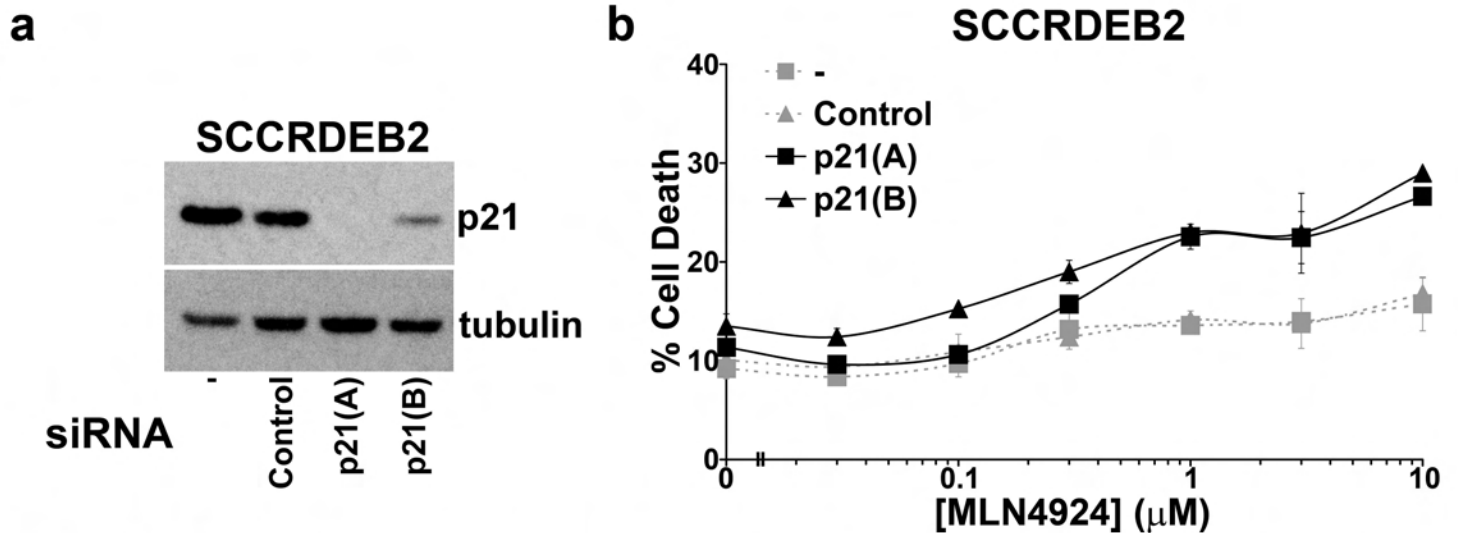 a
SCCRDEB2
p21
tubulin
siRNA
-
Control
p21(A)
p21(B)
b
SCCRDEB2
-
Control
p21(A)
p21(B)
% Cell Death
40
30
20
10
0
0
0.1
1
10
[MLN4924] (μM)